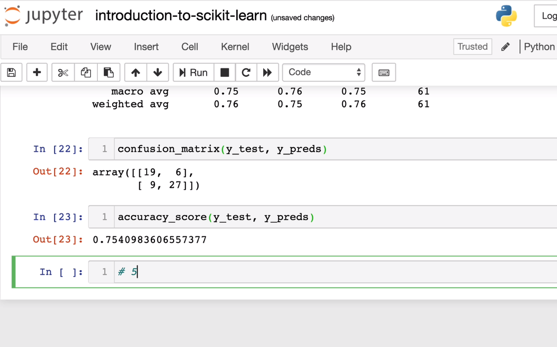 jupyter introduction-to-scikit-learn (unsaved changes)
Log
File Edit View Insert Cell Kernel Widgets Help Trusted Python
Run Code
macro avg 0.75 0.76 0.75 61
weighted avg 0.76 0.75 0.76 61
In [22]: 1 confusion_matrix(y_test, y_preds)
Out[22]: array([[19, 6],
[ 9, 27]])
In [23]: 1 accuracy_score(y_test, y_preds)
Out[23]: 0.7540983606557377
In [ ]: 1 # 5